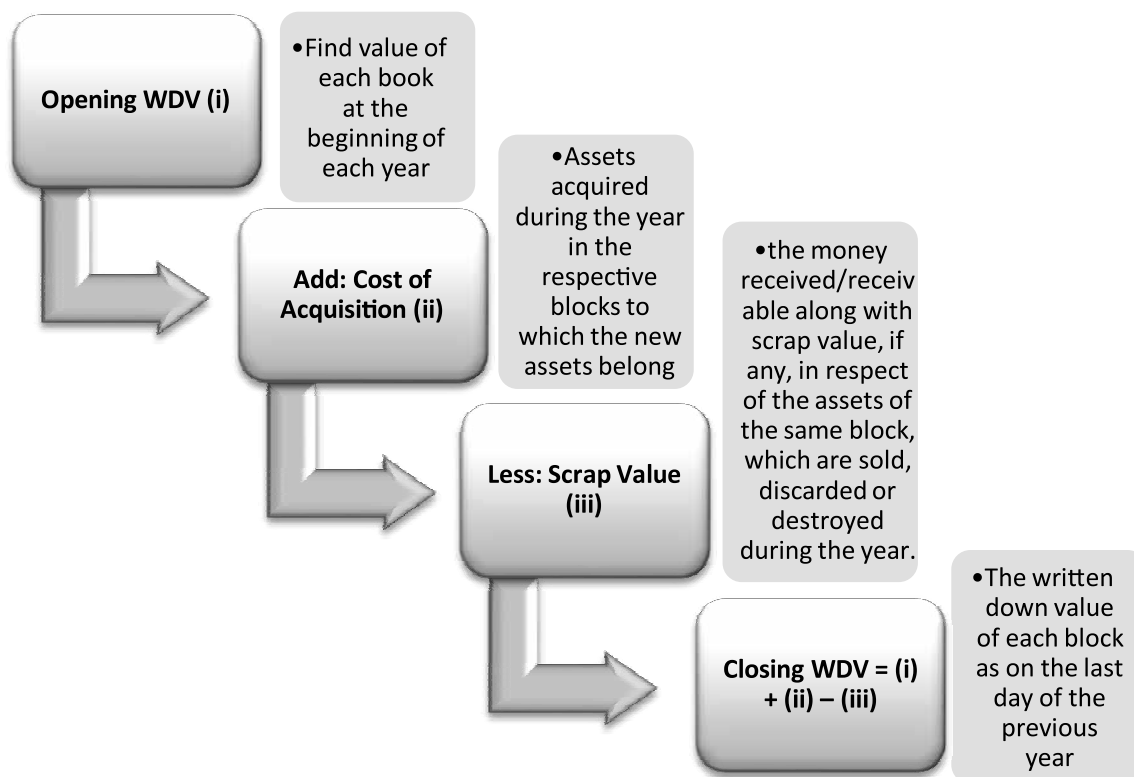 Opening WDV (i)
•Find value of
each book
at the
beginning of
each year
Add: Cost of
Acquisition (ii)
•Assets
acquired
during the year
in the
respective
blocks to
which the new
assets belong
Less: Scrap Value
(iii)
•the money
received/receiv
able along with
scrap value, if
any, in respect
of the assets of
the same block,
which are sold,
discarded or
destroyed
during the year.
Closing WDV = (i)
+ (ii) – (iii)
•The written
down value
of each block
as on the last
day of the
previous
year